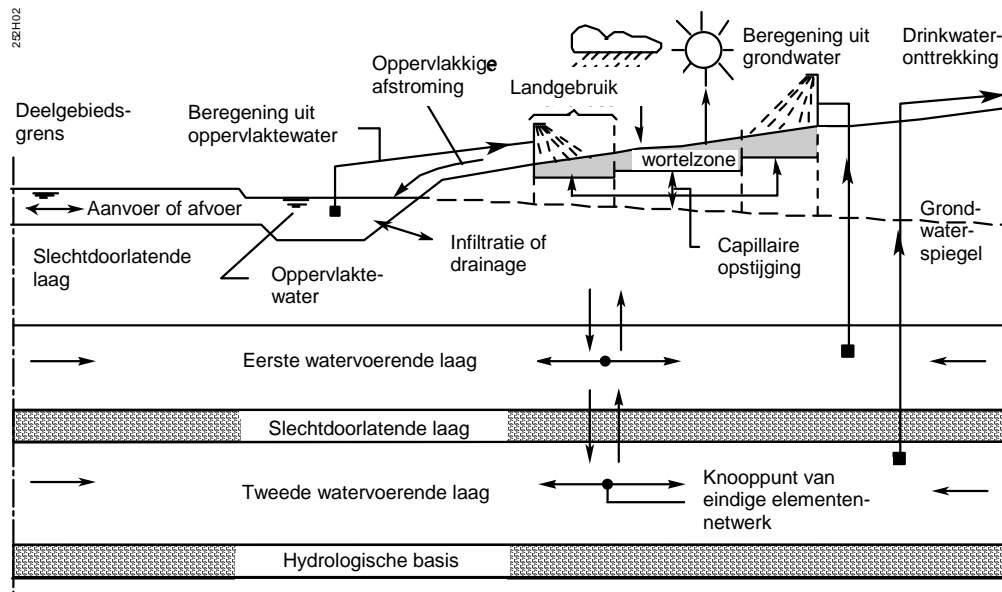 252H02
Deelgebieds-
grens
Beregening uit
oppervlaktewater
Oppervlakkige
afstroming
Landgebruik
Beregening uit
grondwater
Drinkwater-
onttrekking
wortelzone
Aanvoer of afvoer
Slechtdoorlatende
laag
Oppervlakte-
water
Infiltratie of
drainage
Capillaire
opstijging
Grond-
water-
spiegel
Eerste watervoerende laag
Slechtdoorlatende laag
Tweede watervoerende laag
Knooppunt van
eindige elementen-
netwerk
Hydrologische basis